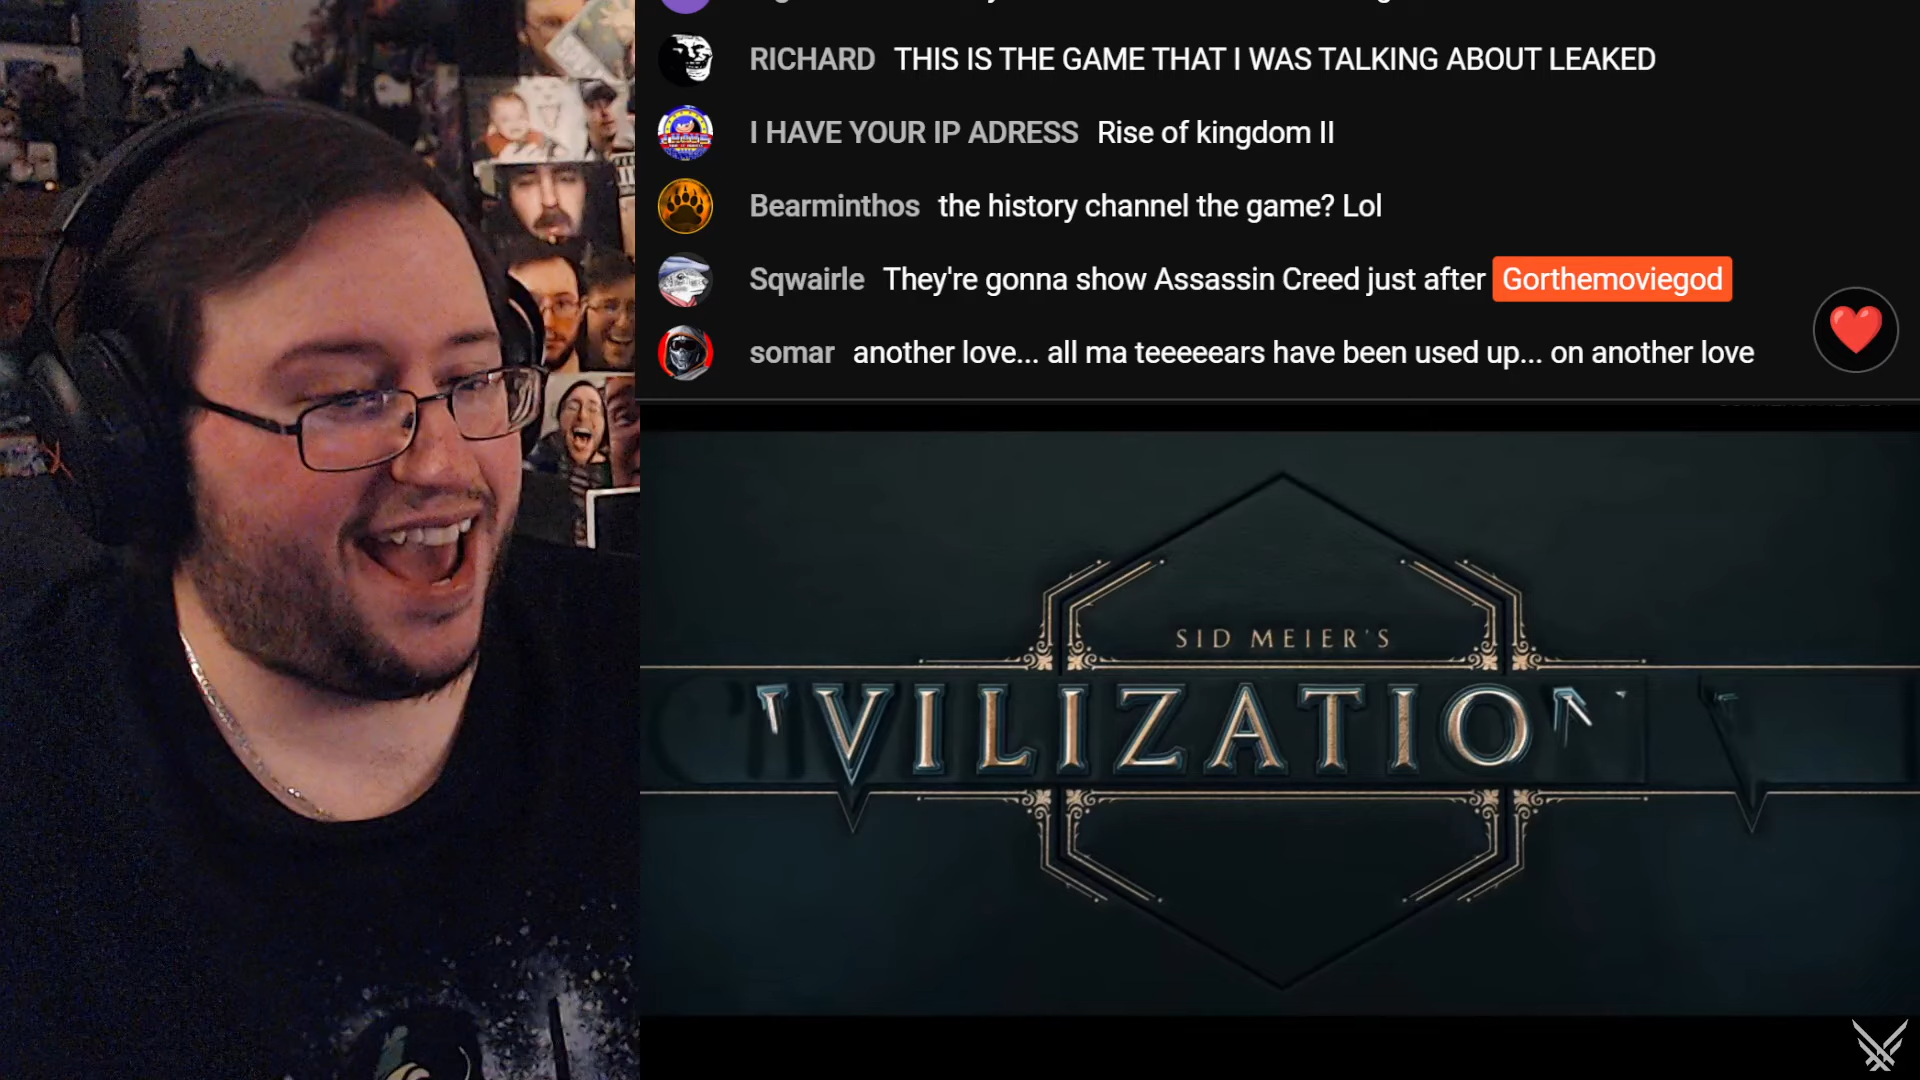 RICHARD THIS IS THE GAME THAT I WAS TALKING ABOUT LEAKED
I HAVE YOUR IP ADRESS Rise of kingdom II
Bearminthos the history channel the game? Lol
Sqwairle They're gonna show Assassin Creed just after Gorthemoviegod
somar another love... all ma teeeeears have been used up... on another love
SID MEIER'S
VILIZATION